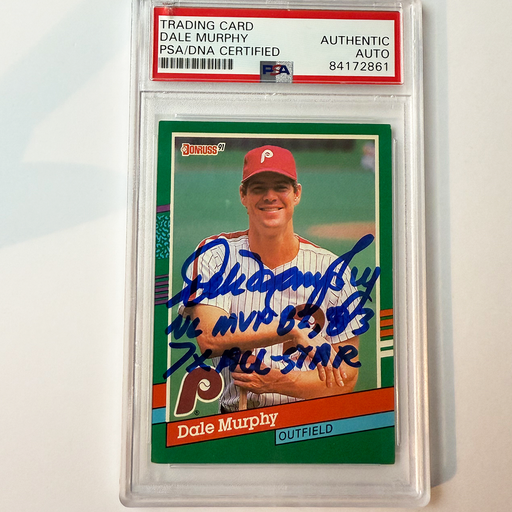 TRADING CARD
DALE MURPHY
PSA/DNA CERTIFIED
AUTHENTIC
AUTO
84172861
PSA
DONRUSS 91
P
Dale Murphy
NL MVP 82, 83
7X ALL-STAR
P
Dale Murphy
OUTFIELD